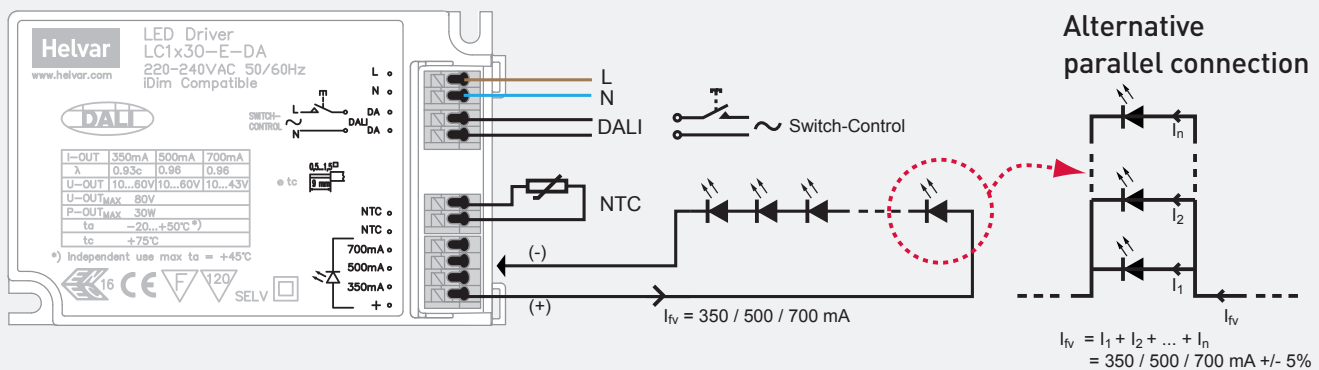 Helvar
www.helvar.com
LED Driver
LC1x30-E-DA
220-240VAC 50/60Hz
iDim Compatible
DALI
SWITCH-
CONTROL
L
N
DALI
L
N
DA
DA
I-OUT 350mA 500mA 700mA
λ 0.93c 0.96 0.96
U-OUT 10...60V 10...60V 10...43V
U-OUTMAX 80V
P-OUTMAX 30W
ta -20...+50°C *)
tc +75°C
*) independent use max ta = +45°C
16 CE F 120 SELV
tc
0,5...1,5□
9 mm
NTC
NTC
700mA
500mA
350mA
+
L
N
DALI
Switch-Control
NTC
(-)
(+)
Ifv = 350 / 500 / 700 mA
Alternative
parallel connection
In
I2
I1
Ifv
Ifv = I1 + I2 + ... + In
= 350 / 500 / 700 mA +/- 5%